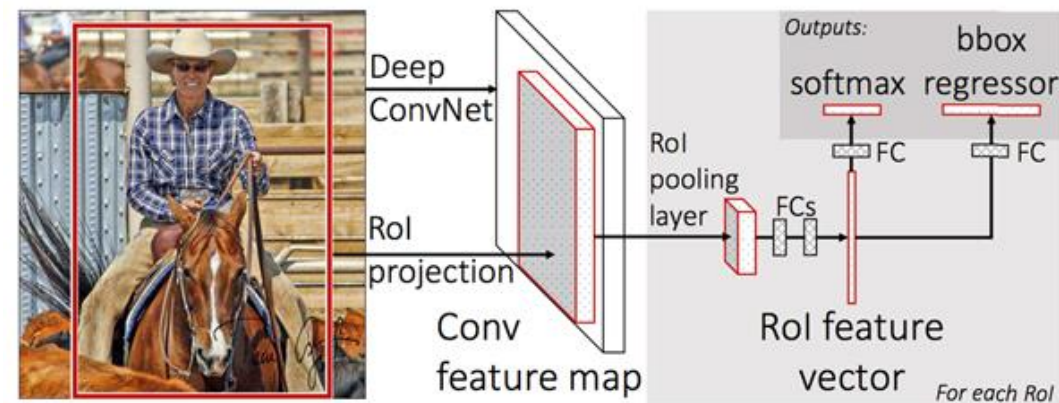 Deep
ConvNet
RoI
projection
Conv
feature map
RoI
pooling
layer
FCs
Outputs:
softmax
bbox
regressor
FC
FC
RoI feature
vector
For each RoI